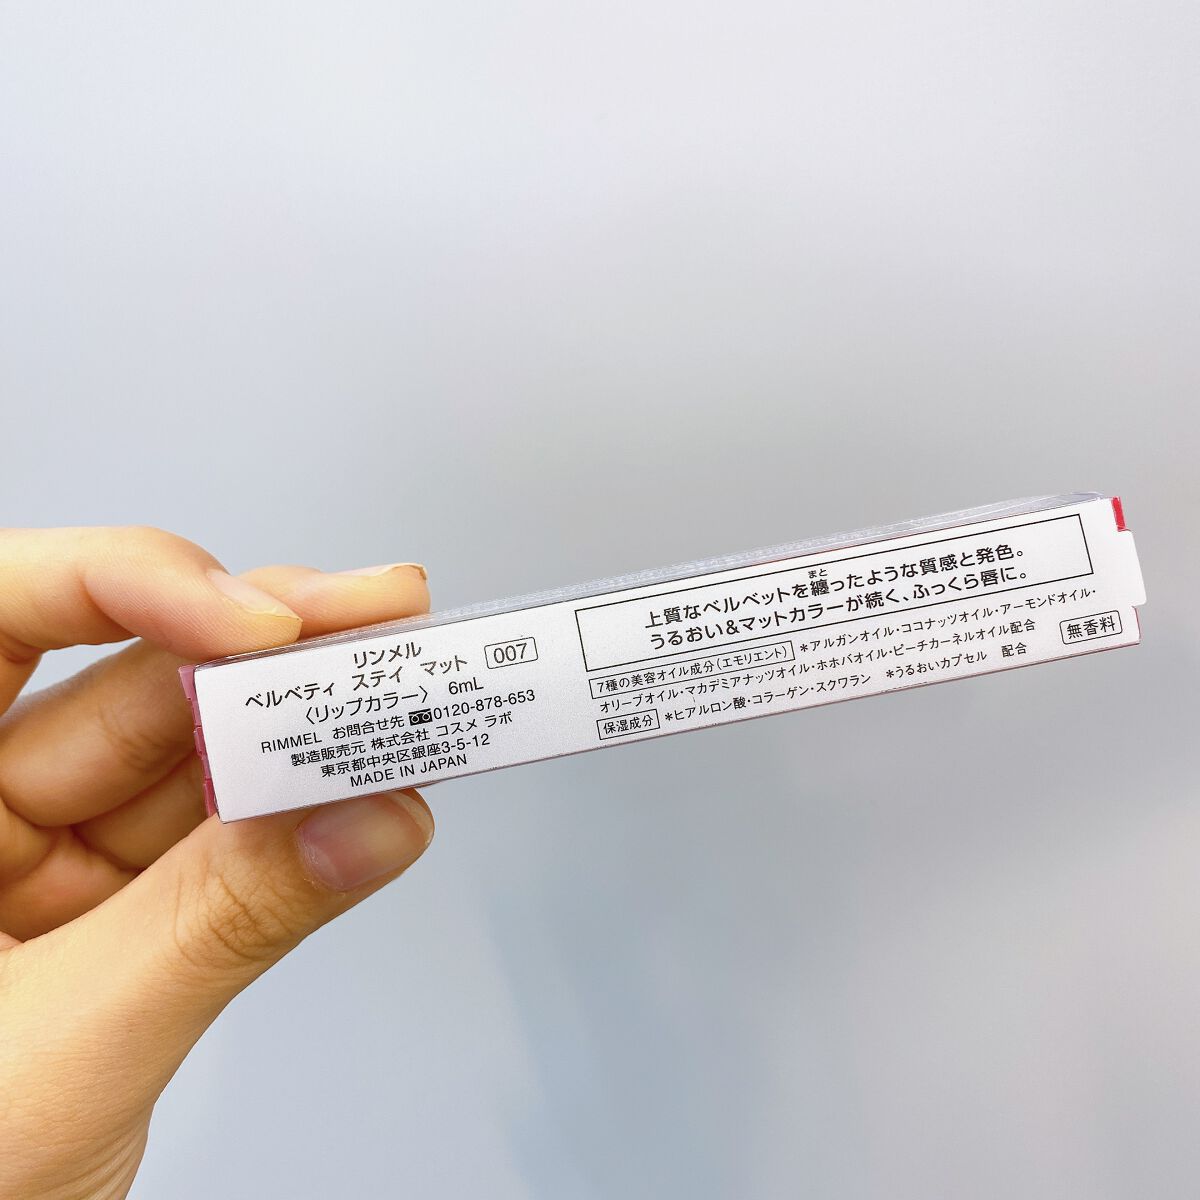 リンメル
ベルベティ ステイ マット 007
〈リップカラー〉 6mL
RIMMEL お問合せ先 0120-878-653
製造販売元 株式会社 コスメ ラボ
東京都中央区銀座3-5-12
MADE IN JAPAN
まと
上質なベルベットを纏ったような質感と発色。
うるおい&マットカラーが続く、ふっくら唇に。
7種の美容オイル成分(エモリエント) *アルガンオイル・ココナッツオイル・アーモンドオイル・
オリーブオイル・マカデミアナッツオイル・ホホバオイル・ピーチカーネルオイル配合
保湿成分 *ヒアルロン酸・コラーゲン・スクワラン *うるおいカプセル 配合
無香料